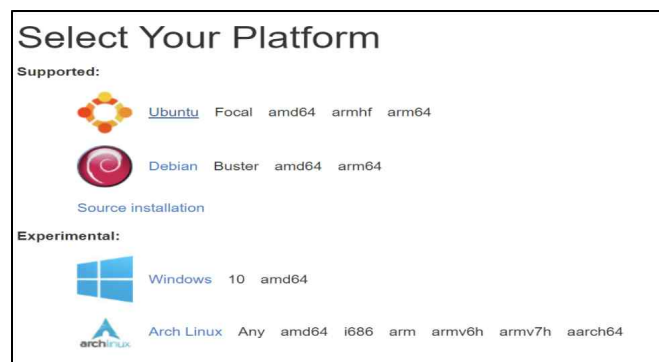 Select Your Platform
Supported:
Ubuntu Focal amd64 armhf arm64
Debian Buster amd64 arm64
Source installation
Experimental:
Windows 10 amd64
Arch Linux Any amd64 i686 arm armv6h armv7h aarch64
archlinux